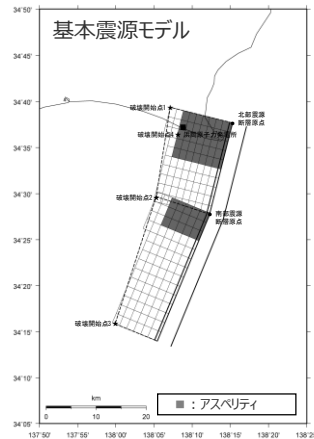 基本震源モデル
34°50'
34°45'
34°40'
34°35'
34°30'
34°25'
34°20'
34°15'
34°10'
34°05'
破壊開始点1
北部震源
断層原点
破壊開始点4
浜岡原子力発電所
破壊開始点2
南部震源
断層原点
破壊開始点3
km
0 10 20
■ : アスペリティ
137°50' 137°55' 138°00' 138°05' 138°10' 138°15' 138°20'